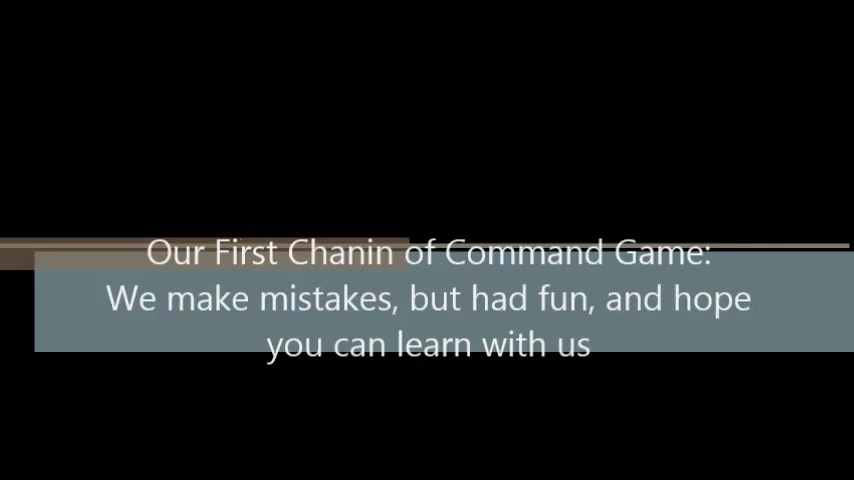 Our First Chanin of Command Game:
We make mistakes, but had fun, and hope
you can learn with us